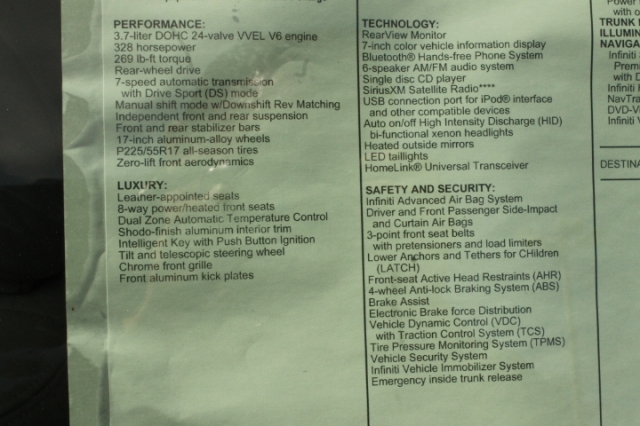 PERFORMANCE:
3.7-liter DOHC 24-valve VVEL V6 engine
328 horsepower
269 lb-ft torque
Rear-wheel drive
7-speed automatic transmission
with Drive Sport (DS) mode
Manual shift mode w/Downshift Rev Matching
Independent front and rear suspension
Front and rear stabilizer bars
17-inch aluminum-alloy wheels
P225/55R17 all-season tires
Zero-lift front aerodynamics
LUXURY:
Leather-appointed seats
8-way power/heated front seats
Dual Zone Automatic Temperature Control
Shodo-finish aluminum interior trim
Intelligent Key with Push Button Ignition
Tilt and telescopic steering wheel
Chrome front grille
Front aluminum kick plates
TECHNOLOGY:
RearView Monitor
7-inch color vehicle information display
Bluetooth® Hands-free Phone System
6-speaker AM/FM audio system
Single disc CD player
SiriusXM Satellite Radio****
USB connection port for iPod® interface
and other compatible devices
Auto on/off High Intensity Discharge (HID)
bi-functional xenon headlights
Heated outside mirrors
LED taillights
HomeLink® Universal Transceiver
SAFETY AND SECURITY:
Infiniti Advanced Air Bag System
Driver and Front Passenger Side-Impact
and Curtain Air Bags
3-point front seat belts
with pretensioners and load limiters
Lower Anchors and Tethers for CHildren
(LATCH)
Front-seat Active Head Restraints (AHR)
4-wheel Anti-lock Braking System (ABS)
Brake Assist
Electronic Brake force Distribution
Vehicle Dynamic Control (VDC)
with Traction Control System (TCS)
Tire Pressure Monitoring System (TPMS)
Vehicle Security System
Infiniti Vehicle Immobilizer System
Emergency inside trunk release
with o
TRUNK
ILLUMIN
NAVIGA
Infiniti
Prem
with D
Infiniti
NavTra
DVD-V
Infiniti V
DESTINA